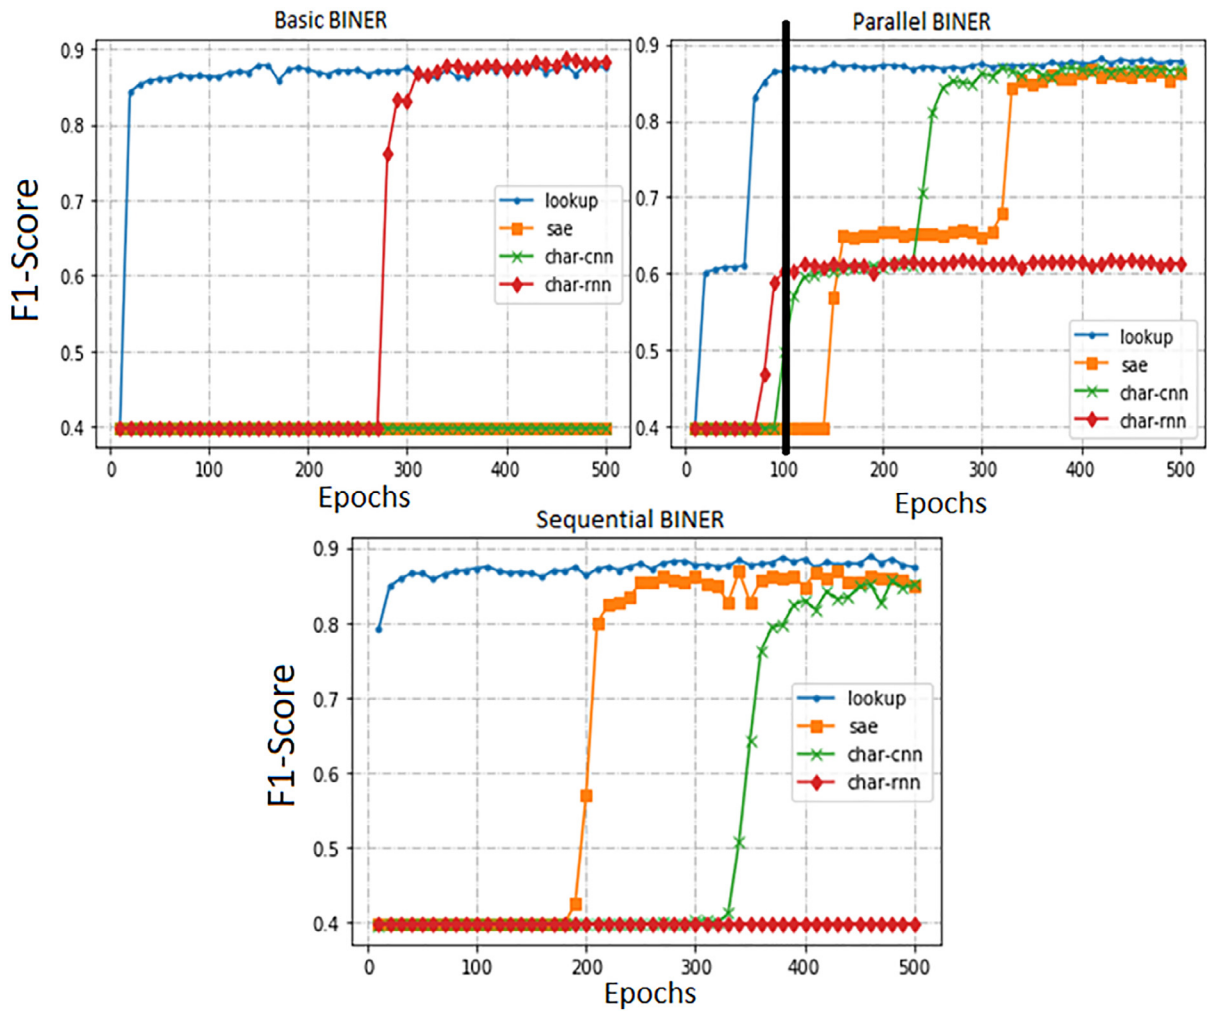 Basic BINER
0.9
0.8
0.7
0.6
0.5
0.4
F1-Score
lookup
sae
char-cnn
char-rnn
0 100 200 300 400 500
Epochs
Parallel BINER
0.9
0.8
0.7
0.6
0.5
0.4
lookup
sae
char-cnn
char-rnn
0 100 200 300 400 500
Epochs
Sequential BINER
0.9
0.8
0.7
0.6
0.5
0.4
F1-Score
lookup
sae
char-cnn
char-rnn
0 100 200 300 400 500
Epochs